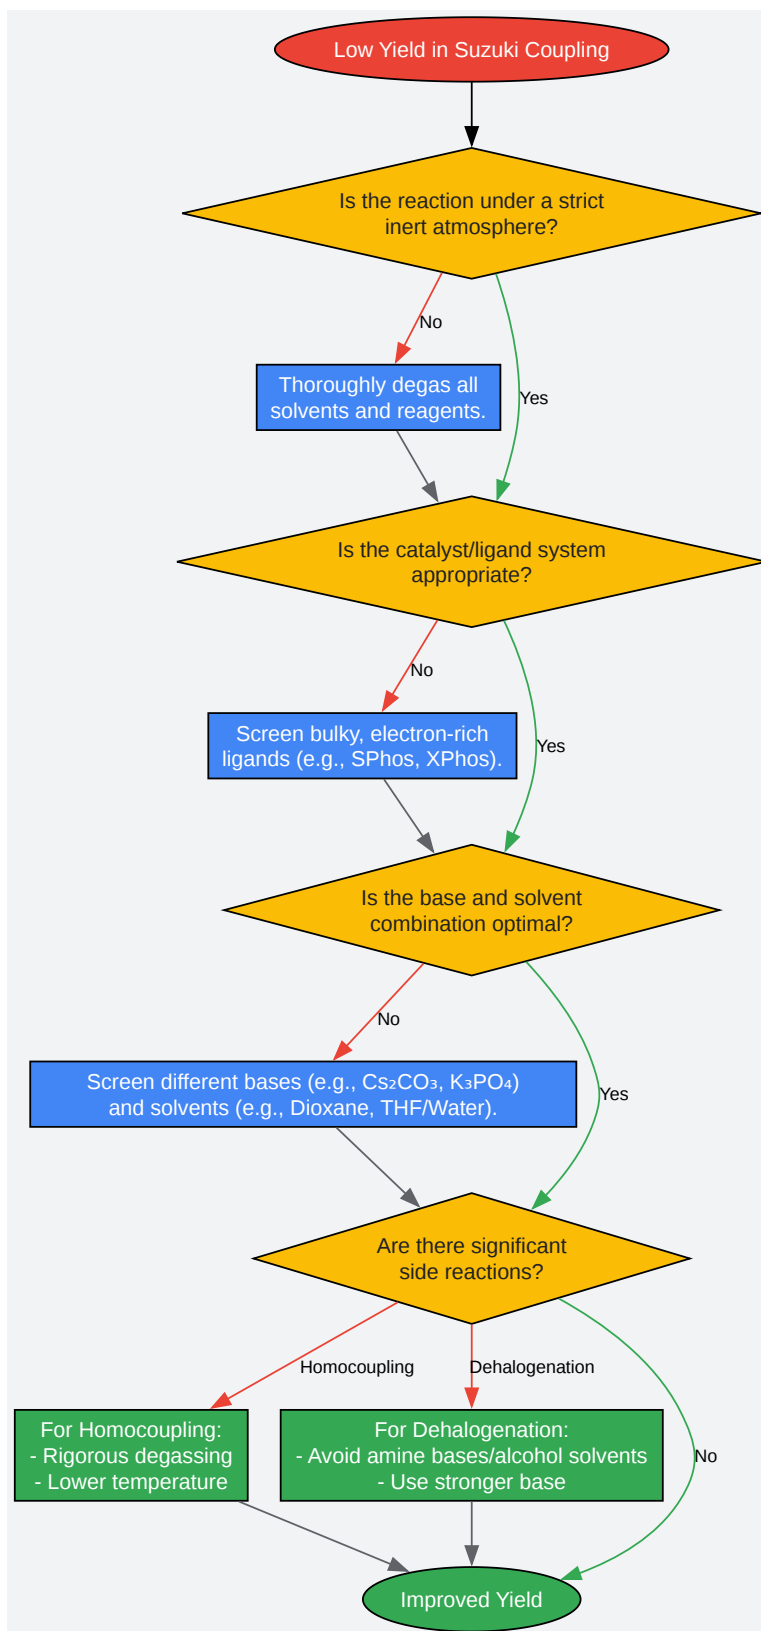 Low Yield in Suzuki Coupling
Is the reaction under a strict
inert atmosphere?
No
Thoroughly degas all
solvents and reagents.
Yes
Is the catalyst/ligand system
appropriate?
No
Screen bulky, electron-rich
ligands (e.g., SPhos, XPhos).
Yes
Is the base and solvent
combination optimal?
No
Screen different bases (e.g., Cs₂CO₃, K₃PO₄)
and solvents (e.g., Dioxane, THF/Water).
Yes
Are there significant
side reactions?
Homocoupling
Dehalogenation
For Homocoupling:
- Rigorous degassing
- Lower temperature
For Dehalogenation:
- Avoid amine bases/alcohol solvents
- Use stronger base
No
Improved Yield